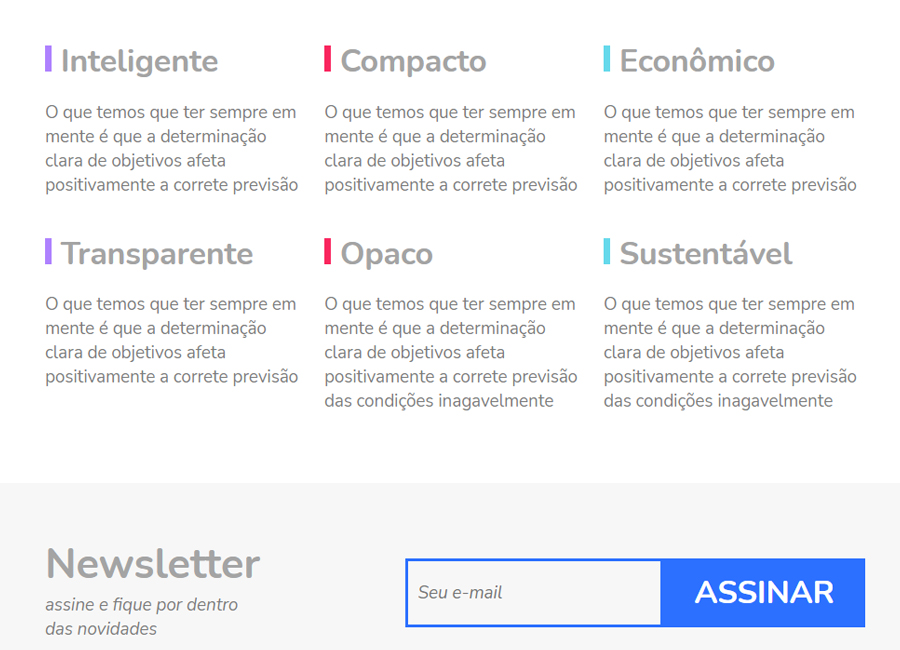 Inteligente
O que temos que ter sempre em
mente é que a determinação
clara de objetivos afeta
positivamente a correte previsão
Compacto
O que temos que ter sempre em
mente é que a determinação
clara de objetivos afeta
positivamente a correte previsão
Econômico
O que temos que ter sempre em
mente é que a determinação
clara de objetivos afeta
positivamente a correte previsão
Transparente
O que temos que ter sempre em
mente é que a determinação
clara de objetivos afeta
positivamente a correte previsão
Opaco
O que temos que ter sempre em
mente é que a determinação
clara de objetivos afeta
positivamente a correte previsão
das condições inagavelmente
Sustentável
O que temos que ter sempre em
mente é que a determinação
clara de objetivos afeta
positivamente a correte previsão
das condições inagavelmente
Newsletter
assine e fique por dentro
das novidades
Seu e-mail
ASSINAR